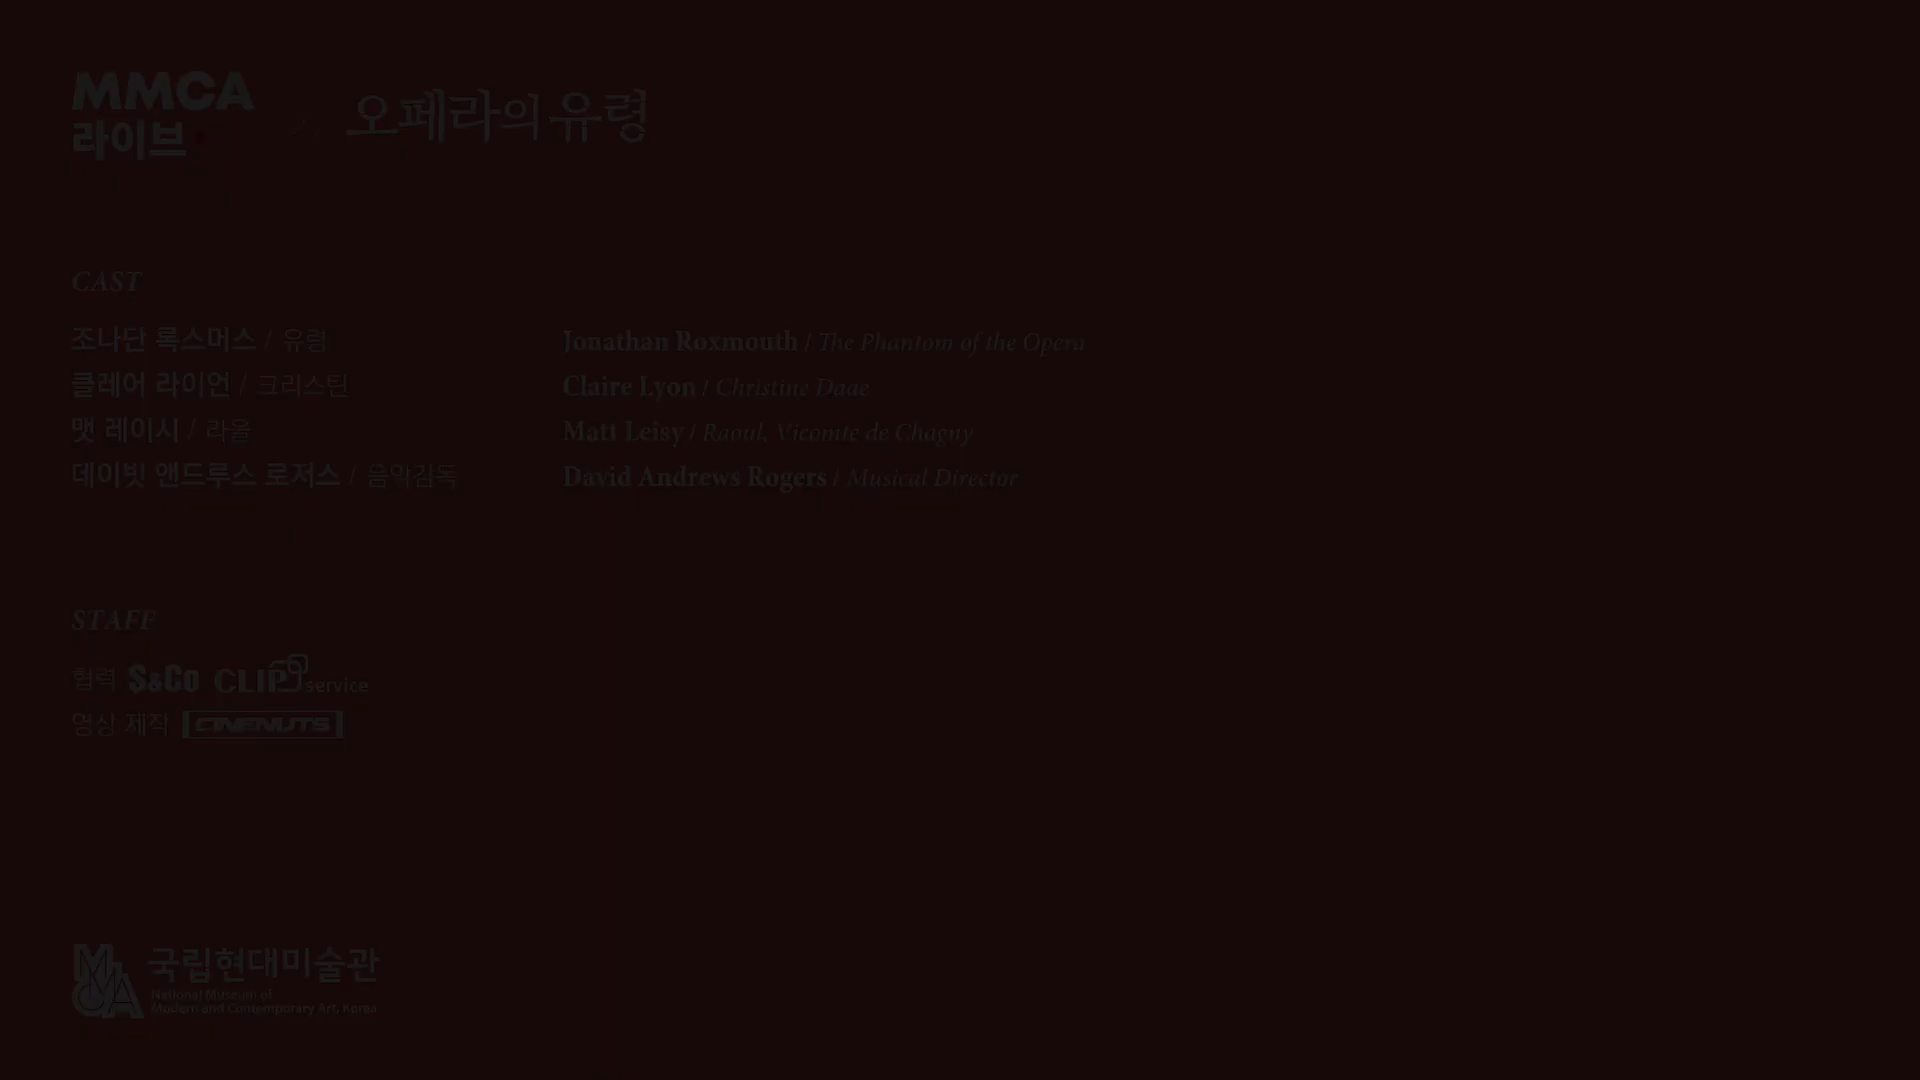 MMCA
라이브
X 오페라의 유령
CAST
조나단 록스머스 / 유령 Jonathan Roxmouth / The Phantom of the Opera
클레어 라이언 / 크리스틴 Claire Lyon / Christine Daae
맷 레이시 / 라울 Matt Leisy / Raoul, Vicomte de Chagny
데이빗 앤드루스 로저스 / 음악감독 David Andrews Rogers / Musical Director
STAFF
협력 S&Co CLIP service
영상 제작 CINENUTS
MMCA 국립현대미술관
National Museum of
Modern and Contemporary Art, Korea